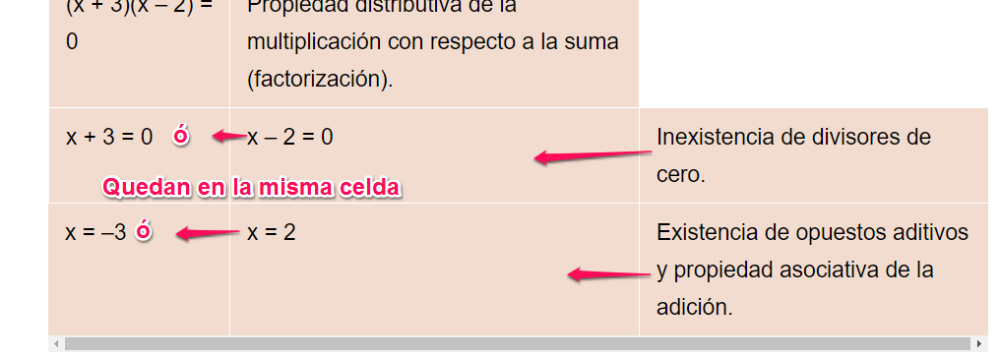 (x + 3)(x – 2) =
0
Propiedad distributiva de la
multiplicación con respecto a la suma
(factorización).
x + 3 = 0 ó x – 2 = 0
Inexistencia de divisores de
cero.
Quedan en la misma celda
x = –3 ó x = 2
Existencia de opuestos aditivos
y propiedad asociativa de la
adición.